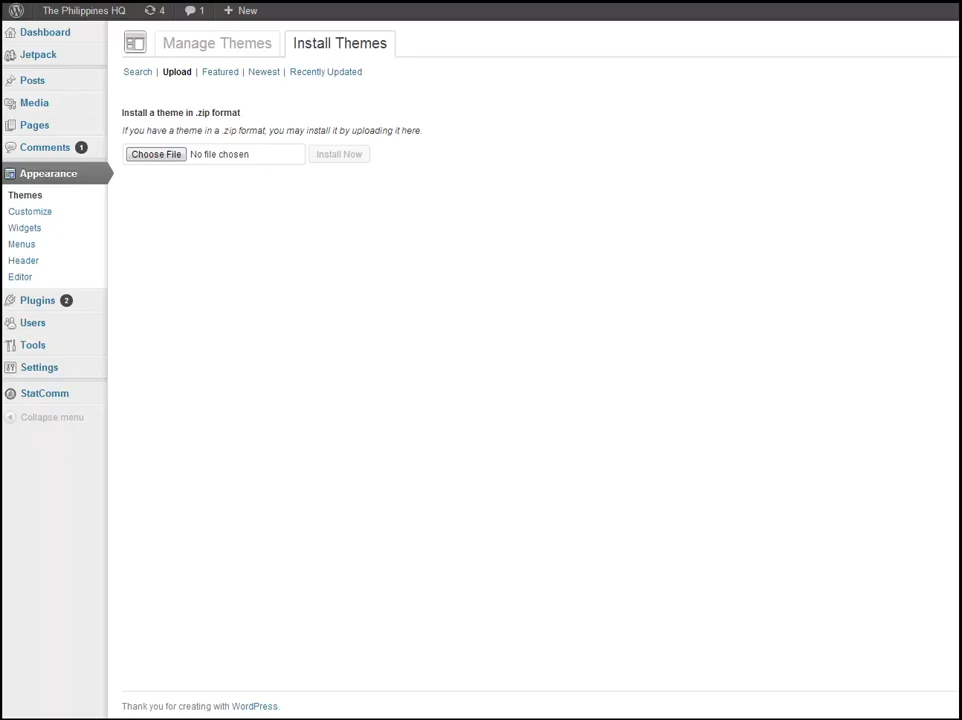 The Philippines HQ 4 1 + New
Dashboard
Jetpack
Posts
Media
Pages
Comments 1
Appearance
Themes
Customize
Widgets
Menus
Header
Editor
Plugins 2
Users
Tools
Settings
StatComm
Collapse menu
Manage Themes Install Themes
Search | Upload | Featured | Newest | Recently Updated
Install a theme in .zip format
If you have a theme in a .zip format, you may install it by uploading it here.
Choose File No file chosen Install Now
Thank you for creating with WordPress.